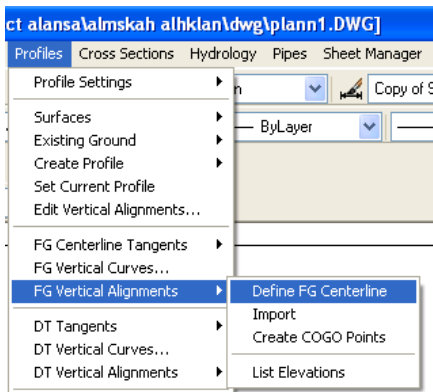 ct alansa\almskah alhklan\dwg\plann1.DWG]
Profiles Cross Sections Hydrology Pipes Sheet Manager
Profile Settings
Copy of
Surfaces
ByLayer
Existing Ground
Create Profile
Set Current Profile
Edit Vertical Alignments...
FG Centerline Tangents
FG Vertical Curves...
FG Vertical Alignments
Define FG Centerline
Import
DT Tangents
Create COGO Points
DT Vertical Curves...
DT Vertical Alignments
List Elevations